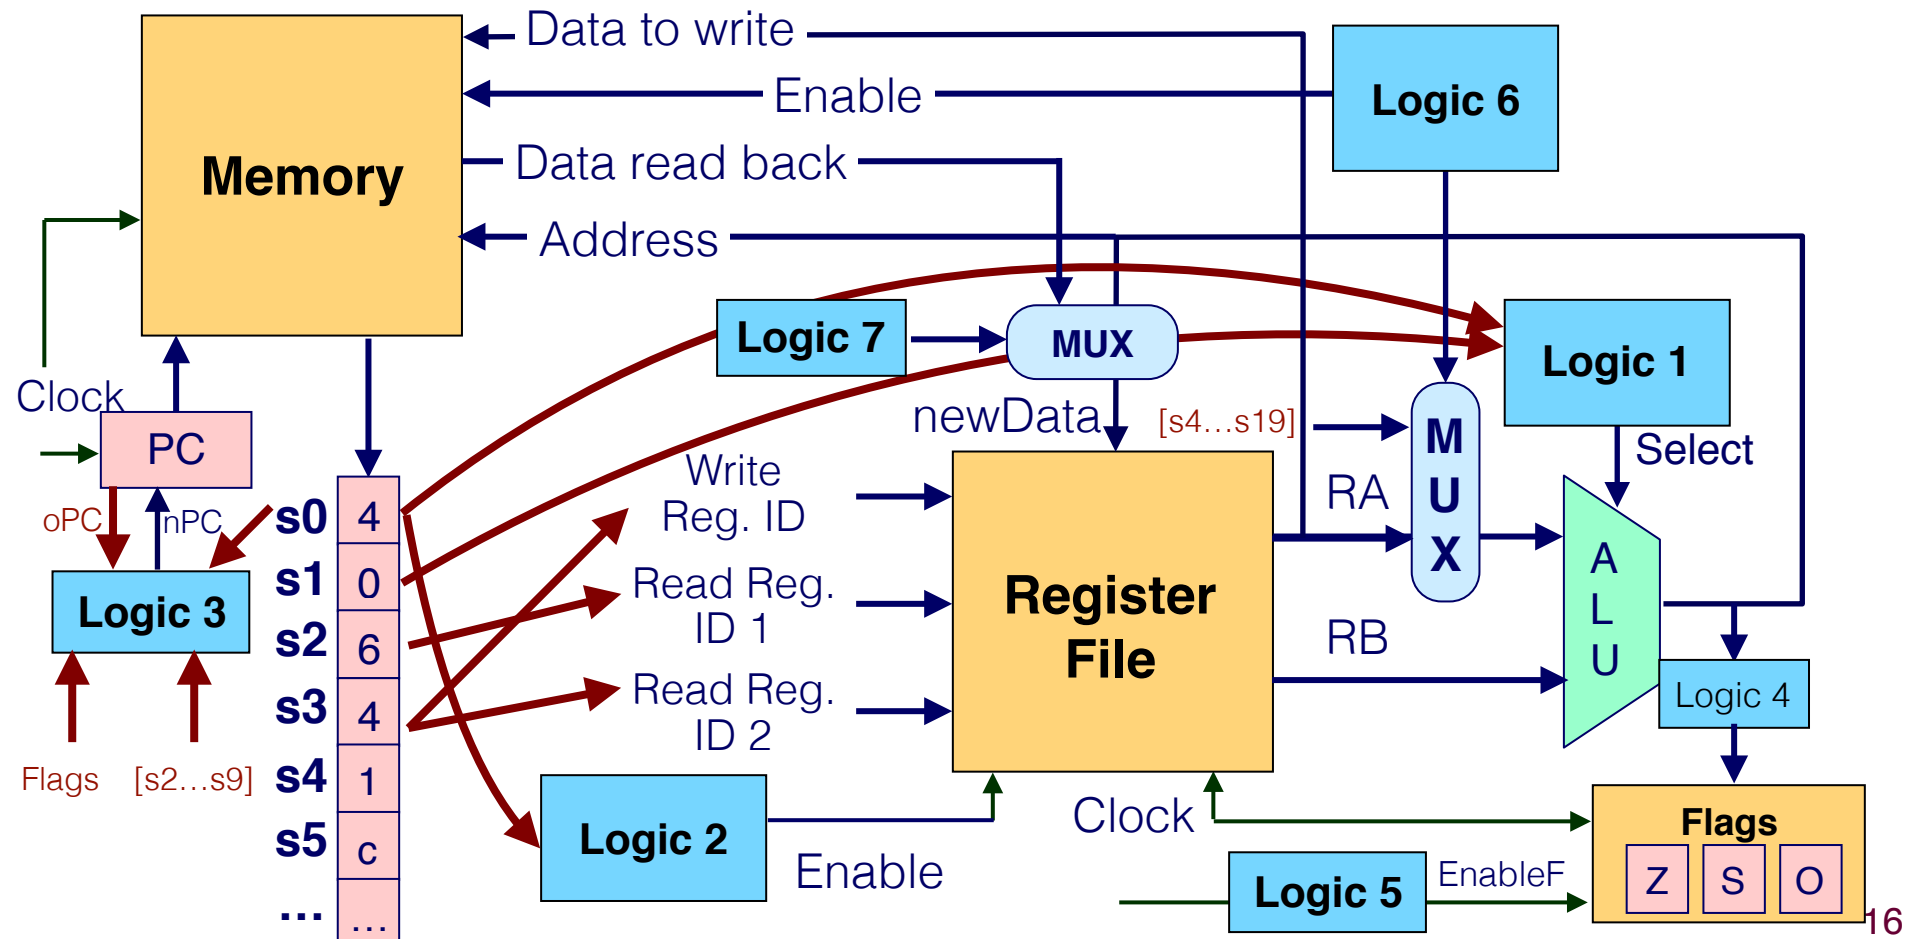 Data to write
Enable
Logic 6
Memory
Data read back
Address
Logic 7
MUX
Logic 1
Clock
newData
[s4...s19]
M
U
X
Select
PC
Write
Reg. ID
RA
oPC
nPC
s0 4
s1 0
s2 6
s3 4
s4 1
s5 c
... ...
Logic 3
Read Reg.
ID 1
Register
File
A
L
U
RB
Read Reg.
ID 2
Logic 4
Flags
[s2...s9]
Logic 2
Enable
Clock
Flags
Z S O
Logic 5
EnableF
16